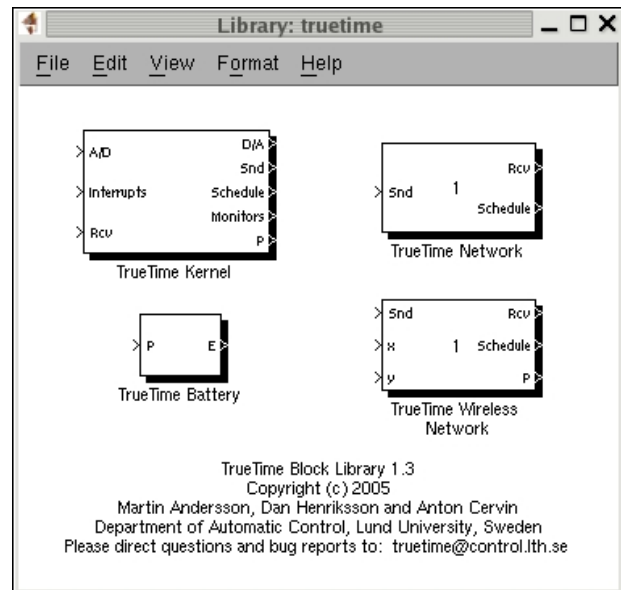 Library: truetime
File Edit View Format Help
A/D
Interrupts
Rcv
D/A
Snd
Schedule
Monitors
P
TrueTime Kernel
Snd
1
Rcv
Schedule
TrueTime Network
P
E
TrueTime Battery
Snd
x
y
1
Rcv
Schedule
P
TrueTime Wireless
Network
TrueTime Block Library 1.3
Copyright (c) 2005
Martin Andersson, Dan Henriksson and Anton Cervin
Department of Automatic Control, Lund University, Sweden
Please direct questions and bug reports to: truetime@control.lth.se